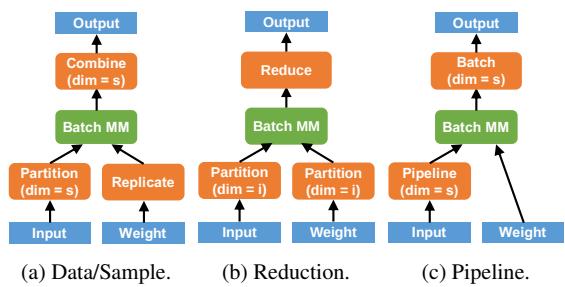 Output
Combine
(dim = s)
Batch MM
Partition
(dim = s)
Replicate
Input
Weight
(a) Data/Sample.
Output
Reduce
Batch MM
Partition
(dim = i)
Partition
(dim = i)
Input
Weight
(b) Reduction.
Output
Batch
(dim = s)
Batch MM
Pipeline
(dim = s)
Input
Weight
(c) Pipeline.